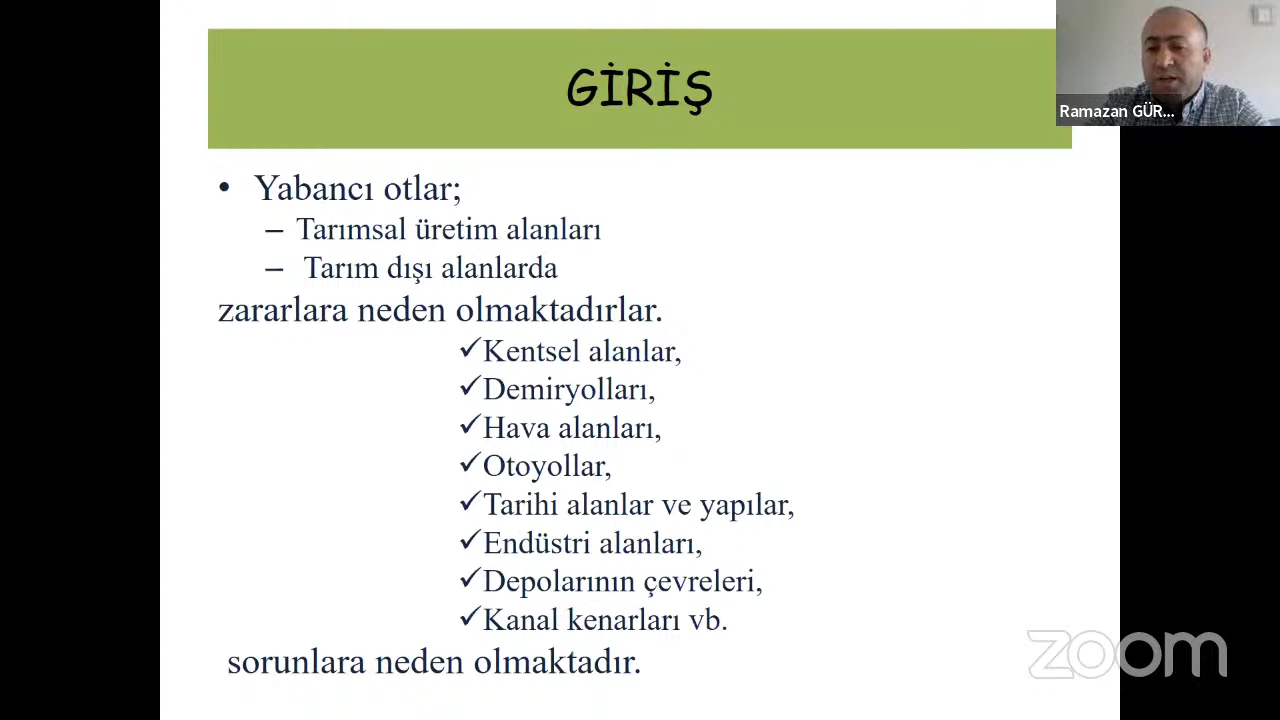 GİRİŞ
Ramazan GÜR...
• Yabancı otlar;
– Tarımsal üretim alanları
– Tarım dışı alanlarda
zararlara neden olmaktadırlar.
✓Kentsel alanlar,
✓Demiryolları,
✓Hava alanları,
✓Otoyollar,
✓Tarihi alanlar ve yapılar,
✓Endüstri alanları,
✓Depolarının çevreleri,
✓Kanal kenarları vb.
sorunlara neden olmaktadır.
zoom